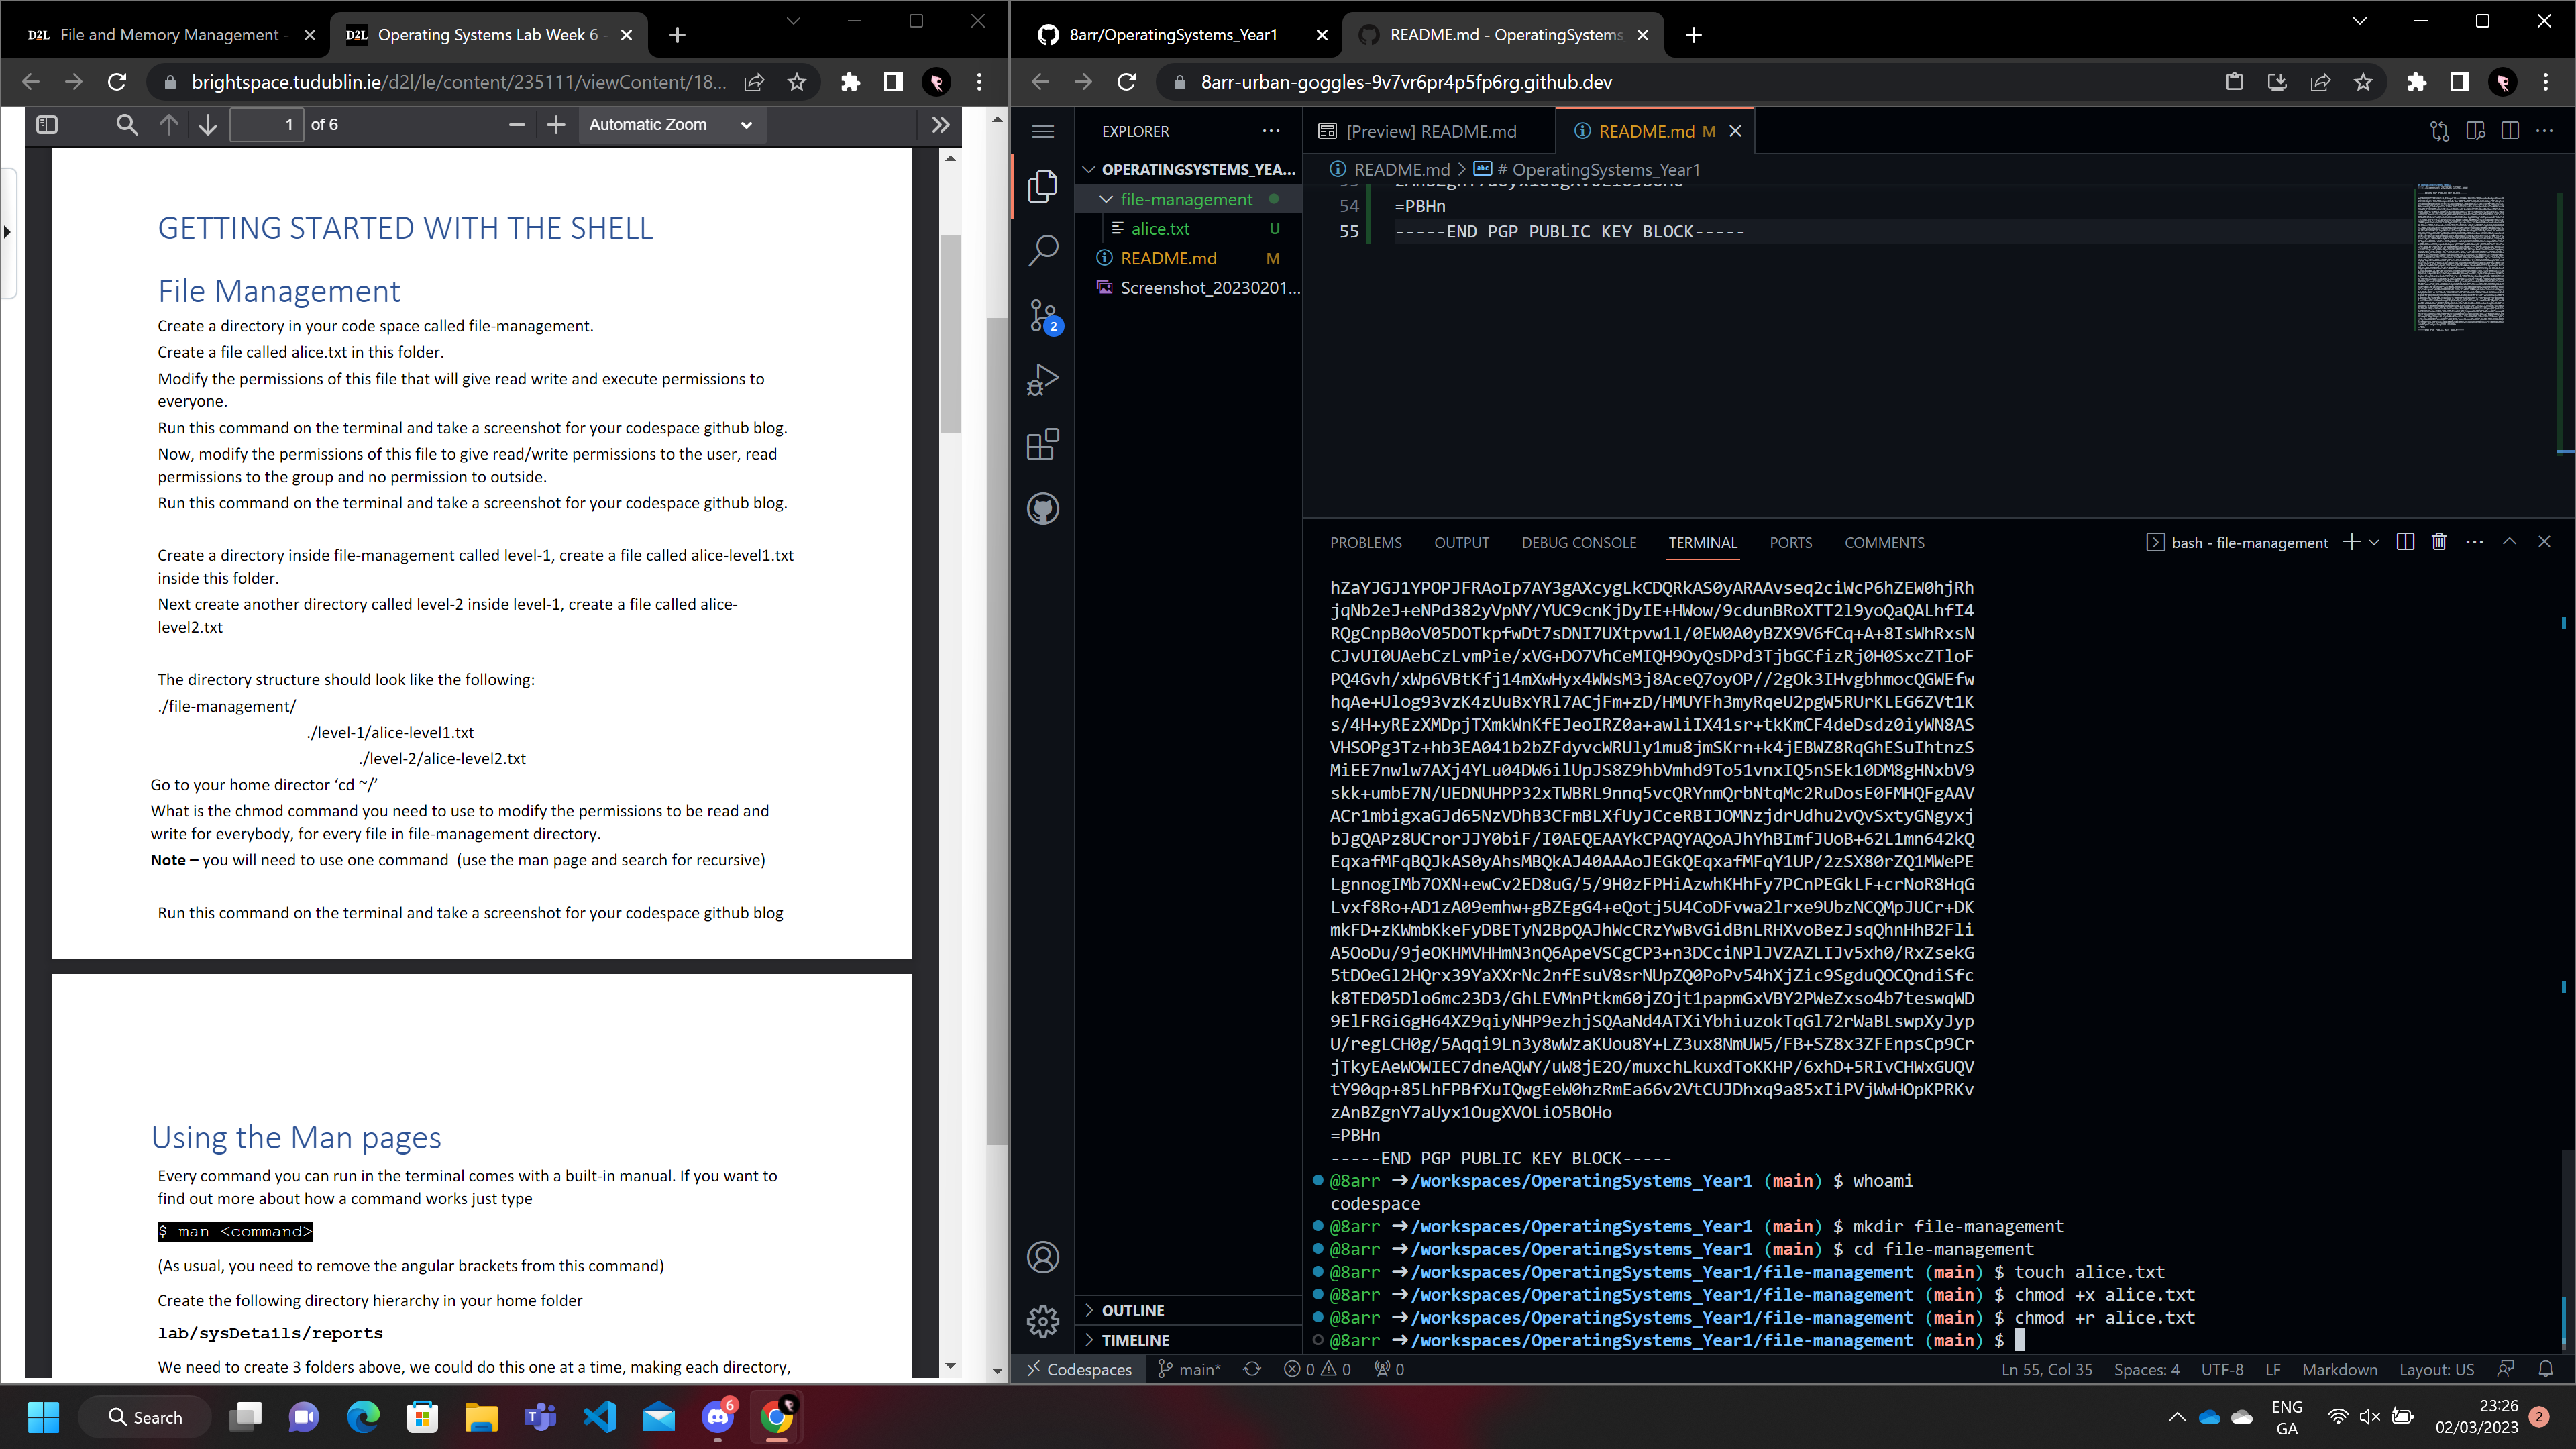 File and Memory Management -
Operating Systems Lab Week 6 -
brightspace.tudublin.ie/d2l/le/content/235111/viewContent/18...
1 of 6
Automatic Zoom
GETTING STARTED WITH THE SHELL
File Management
Create a directory in your code space called file-management.
Create a file called alice.txt in this folder.
Modify the permissions of this file that will give read write and execute permissions to
everyone.
Run this command on the terminal and take a screenshot for your codespace github blog.
Now, modify the permissions of this file to give read/write permissions to the user, read
permissions to the group and no permission to outside.
Run this command on the terminal and take a screenshot for your codespace github blog.
Create a directory inside file-management called level-1, create a file called alice-level1.txt
inside this folder.
Next create another directory called level-2 inside level-1, create a file called alice-
level2.txt
The directory structure should look like the following:
./file-management/
./level-1/alice-level1.txt
./level-2/alice-level2.txt
Go to your home director ‘cd ~/’
What is the chmod command you need to use to modify the permissions to be read and
write for everybody, for every file in file-management directory.
Note – you will need to use one command (use the man page and search for recursive)
Run this command on the terminal and take a screenshot for your codespace github blog
Using the Man pages
Every command you can run in the terminal comes with a built-in manual. If you want to
find out more about how a command works just type
$ man <command>
(As usual, you need to remove the angular brackets from this command)
Create the following directory hierarchy in your home folder
lab/sysDetails/reports
We need to create 3 folders above, we could do this one at a time, making each directory,
8arr/OperatingSystems_Year1
README.md - OperatingSystems
8arr-urban-goggles-9v7vr6pr4p5fp6rg.github.dev
EXPLORER
OPERATINGSYSTEMS_YEA...
file-management
alice.txt U
README.md M
Screenshot_20230201...
2
OUTLINE
TIMELINE
[Preview] README.md
README.md M
README.md > # OperatingSystems_Year1
54 =PBHn
55 -----END PGP PUBLIC KEY BLOCK-----
PROBLEMS OUTPUT DEBUG CONSOLE TERMINAL PORTS COMMENTS
bash - file-management
hZaYJGJ1YPOPJFRAoIp7AY3gAXcygLkCDQRkAS0yARAAvseq2ciWcP6hZEW0hjRh
jqNb2eJ+eNPd382yVpNY/YUC9cnKjDyIE+HWow/9cdunBRoXTT2l9yoQaQALhfI4
RQgCnpB0oV05DOTkpfwDt7sDNI7UXtpvw1l/0EW0A0yBZX9V6fCq+A+8IsWhRxsN
CJvUI0UAebCzLvmPie/xVG+DO7VhCeMIQH9OyQsDPd3TjbGCfizRj0H0SxcZTloF
PQ4Gvh/xWp6VBtKfj14mXwHyx4WWsM3j8AceQ7oyOP//2gOk3IHvgbhmocQGWEfw
hqAe+Ulog93vzK4zUuBxYRl7ACjFm+zD/HMUYFh3myRqeU2pgW5RUrKLEG6ZVt1K
s/4H+yREzXMDpjTXmkWnKfEJeoIRZ0a+awliIX41sr+tkKmCF4deDsdz0iyWN8AS
VHSOPg3Tz+hb3EA041b2bZFdyvcWRUly1mu8jmSKrn+k4jEBWZ8RqGhESuIhtnzS
MiEE7nwlw7AXj4YLu04DW6ilUpJS8Z9hbVmhd9To51vnxIQ5nSEk10DM8gHNxbV9
skk+umbE7N/UEDNUHPP32xTWBRL9nnq5vcQRYnmQrbNtqMc2RuDosE0FMHQFgAAV
ACr1mbigxaGJd65NzVDhB3CFmBLXfUyJCceRBIJOMNzjdrUdhu2vQvSxtyGNgyxj
bJgQAPz8UCrorJJY0biF/I0AEQEAAYkCPAQYAQoAJhYhBImfJUoB+62L1mn642kQ
EqxafMFqBQJkAS0yAhsMBQkAJ40AAAoJEGkQEqxafMFqY1UP/2zSX80rZQ1MWePE
LgnnogIMb7OXN+ewCv2ED8uG/5/9H0zFPHiAzwhKHhFy7PCnPEGkLF+crNoR8HqG
Lvxf8Ro+AD1zA09emhw+gBZEgG4+eQotj5U4CoDFvwa2lrxe9UbzNCQMpJUCr+DK
mkFD+zKWmbKkeFyDBETyN2BpQAJhWcCRzYwBvGidBnLRHXvoBezJsqQhnHhB2Fli
A5OoDu/9jeOKHMVHHmN3nQ6ApeVSCgCP3+n3DCciNPlJVZAZLIJv5xh0/RxZsekG
5tDOeGl2HQrx39YaXXrNc2nfEsuV8srNUpZQ0PoPv54hXjZic9SgduQOCQndiSfc
k8TED05Dlo6mc23D3/GhLEVMnPtkm60jZOjt1papmGxVBY2PWeZxso4b7teswqWD
9ElFRGiGgH64XZ9qiyNHP9ezhjSQAaNd4ATXiYbhiuzokTqGl72rWaBLswpXyJyp
U/regLCH0g/5Aqqi9Ln3y8wWzaKUou8Y+LZ3ux8NmUW5/FB+SZ8x3ZFEnpsCp9Cr
jTkyEAeWOWIEC7dneAQWY/uW8jE2O/muxchLkuxdToKKHP/6xhD+5RIvCHWxGUQV
tY90qp+85LhFPBfXuIQwgEeW0hzRmEa66v2VtCUJDhxq9a85xIiPVjWwHOpKPRKv
zAnBZgnY7aUyx1OugXVOLiO5BOHo
=PBHn
-----END PGP PUBLIC KEY BLOCK-----
@8arr ➜/workspaces/OperatingSystems_Year1 (main) $ whoami
codespace
@8arr ➜/workspaces/OperatingSystems_Year1 (main) $ mkdir file-management
@8arr ➜/workspaces/OperatingSystems_Year1 (main) $ cd file-management
@8arr ➜/workspaces/OperatingSystems_Year1/file-management (main) $ touch alice.txt
@8arr ➜/workspaces/OperatingSystems_Year1/file-management (main) $ chmod +x alice.txt
@8arr ➜/workspaces/OperatingSystems_Year1/file-management (main) $ chmod +r alice.txt
@8arr ➜/workspaces/OperatingSystems_Year1/file-management (main) $
Codespaces main* 0 0 0 Ln 55, Col 35 Spaces: 4 UTF-8 LF Markdown Layout: US
Search 6 ENG 23:26
GA 02/03/2023 2